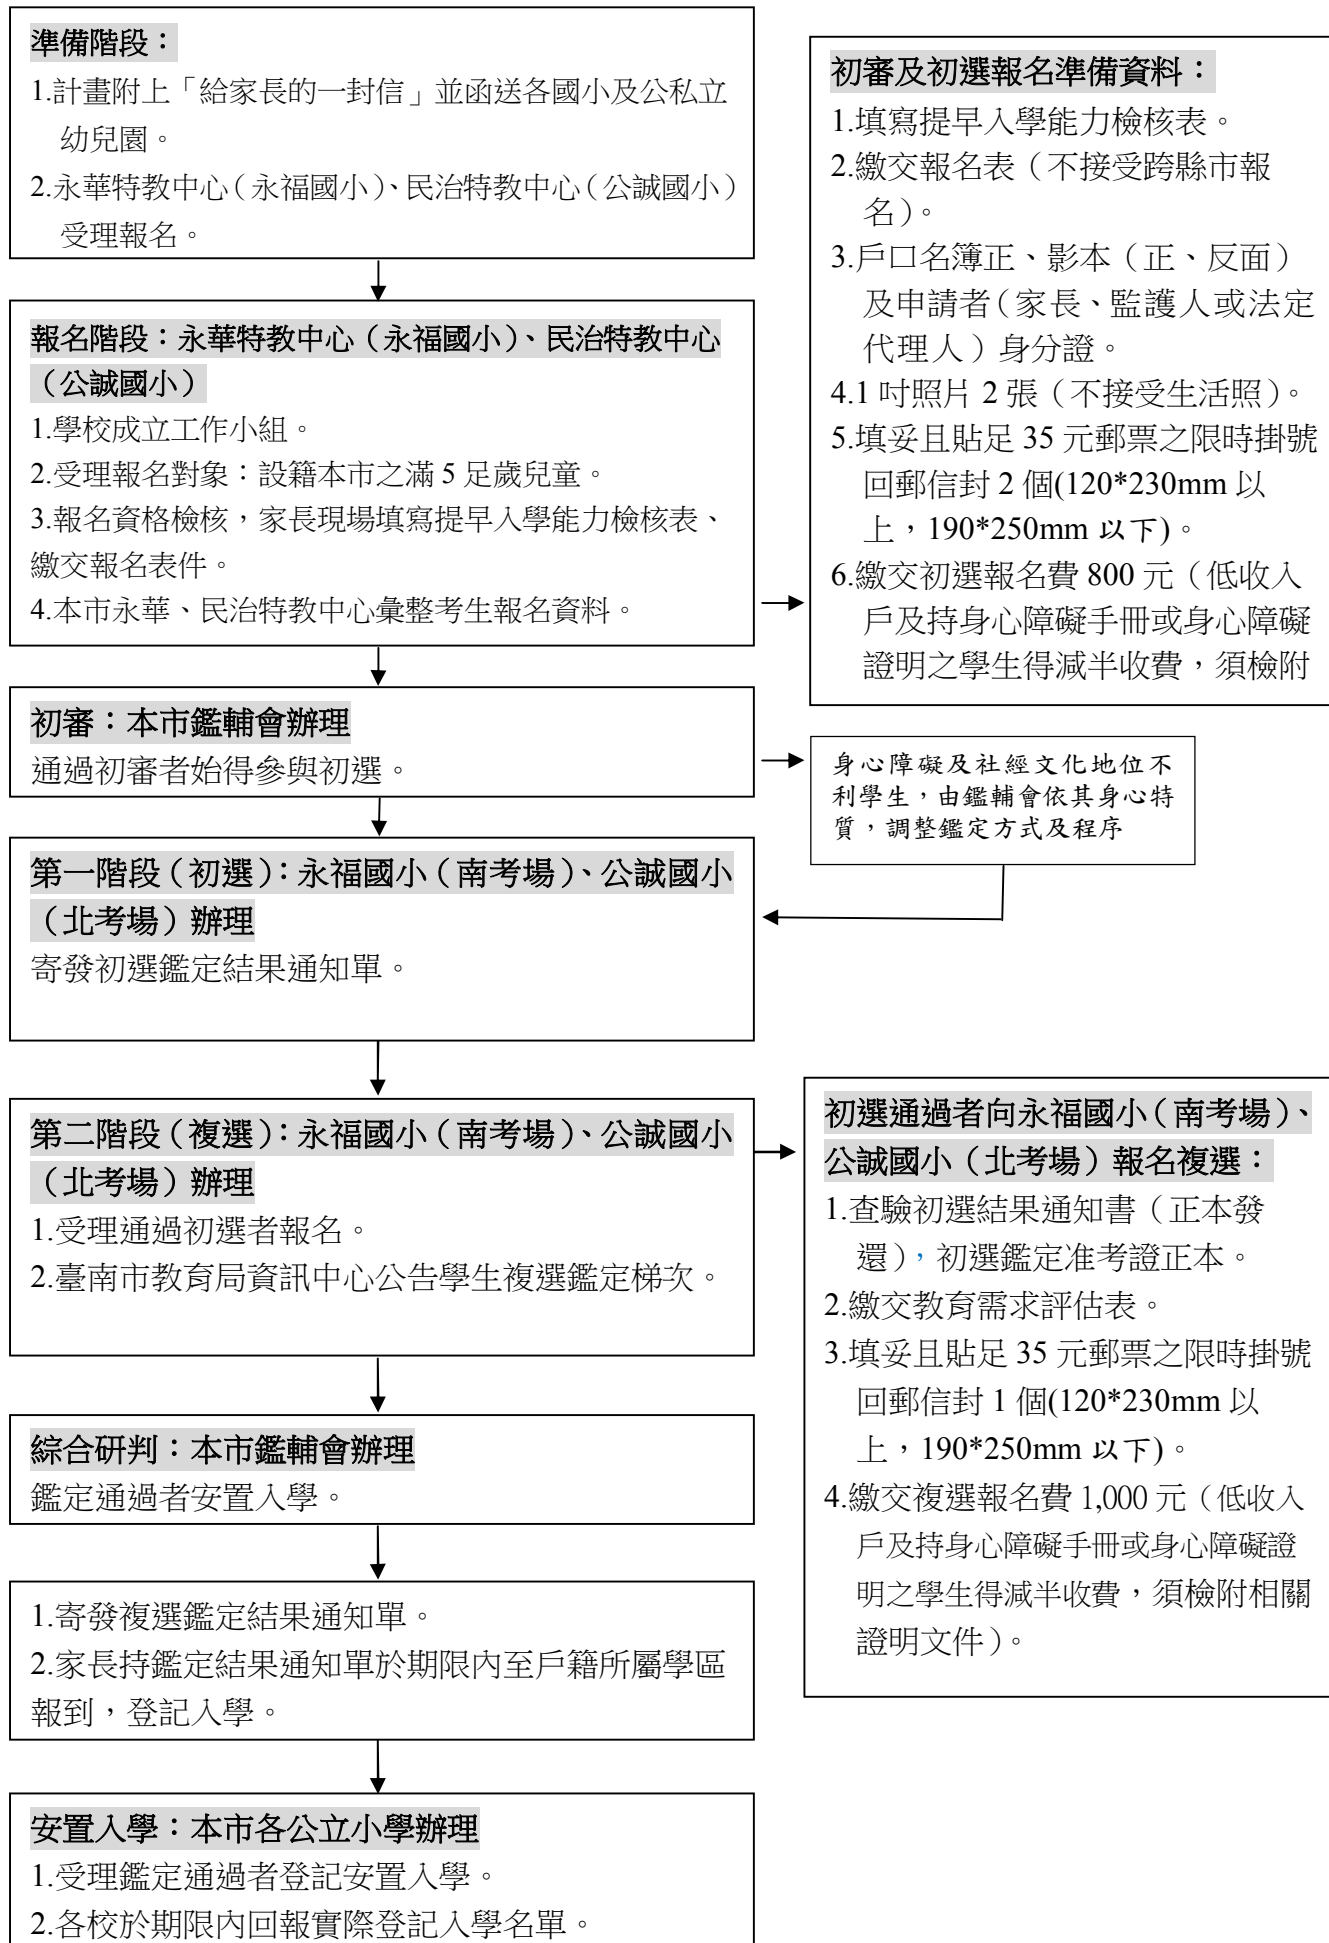 準備階段：
1.計畫附上「給家長的一封信」並函送各國小及公私立
幼兒園。
2.永華特教中心（永福國小）、民治特教中心（公誠國小）
受理報名。
報名階段：永華特教中心（永福國小）、民治特教中心
（公誠國小）
1.學校成立工作小組。
2.受理報名對象：設籍本市之滿 5 足歲兒童。
3.報名資格檢核，家長現場填寫提早入學能力檢核表、
繳交報名表件。
4.本市永華、民治特教中心彙整考生報名資料。
初審及初選報名準備資料：
1.填寫提早入學能力檢核表。
2.繳交報名表（不接受跨縣市報
名）。
3.戶口名簿正、影本（正、反面）
及申請者（家長、監護人或法定
代理人）身分證。
4.1 吋照片 2 張（不接受生活照）。
5.填妥且貼足 35 元郵票之限時掛號
回郵信封 2 個(120*230mm 以
上，190*250mm 以下)。
6.繳交初選報名費 800 元（低收入
戶及持身心障礙手冊或身心障礙
證明之學生得減半收費，須檢附
初審：本市鑑輔會辦理
通過初審者始得參與初選。
身心障礙及社經文化地位不
利學生，由鑑輔會依其身心特
質，調整鑑定方式及程序
第一階段（初選）：永福國小（南考場）、公誠國小
（北考場）辦理
寄發初選鑑定結果通知單。
第二階段（複選）：永福國小（南考場）、公誠國小
（北考場）辦理
1.受理通過初選者報名。
2.臺南市教育局資訊中心公告學生複選鑑定梯次。
初選通過者向永福國小（南考場）、
公誠國小（北考場）報名複選：
1.查驗初選結果通知書（正本發
還），初選鑑定准考證正本。
2.繳交教育需求評估表。
3.填妥且貼足 35 元郵票之限時掛號
回郵信封 1 個(120*230mm 以
上，190*250mm 以下)。
4.繳交複選報名費 1,000 元（低收入
戶及持身心障礙手冊或身心障礙證
明之學生得減半收費，須檢附相關
證明文件）。
綜合研判：本市鑑輔會辦理
鑑定通過者安置入學。
1.寄發複選鑑定結果通知單。
2.家長持鑑定結果通知單於期限內至戶籍所屬學區
報到，登記入學。
安置入學：本市各公立小學辦理
1.受理鑑定通過者登記安置入學。
2.各校於期限內回報實際登記入學名單。